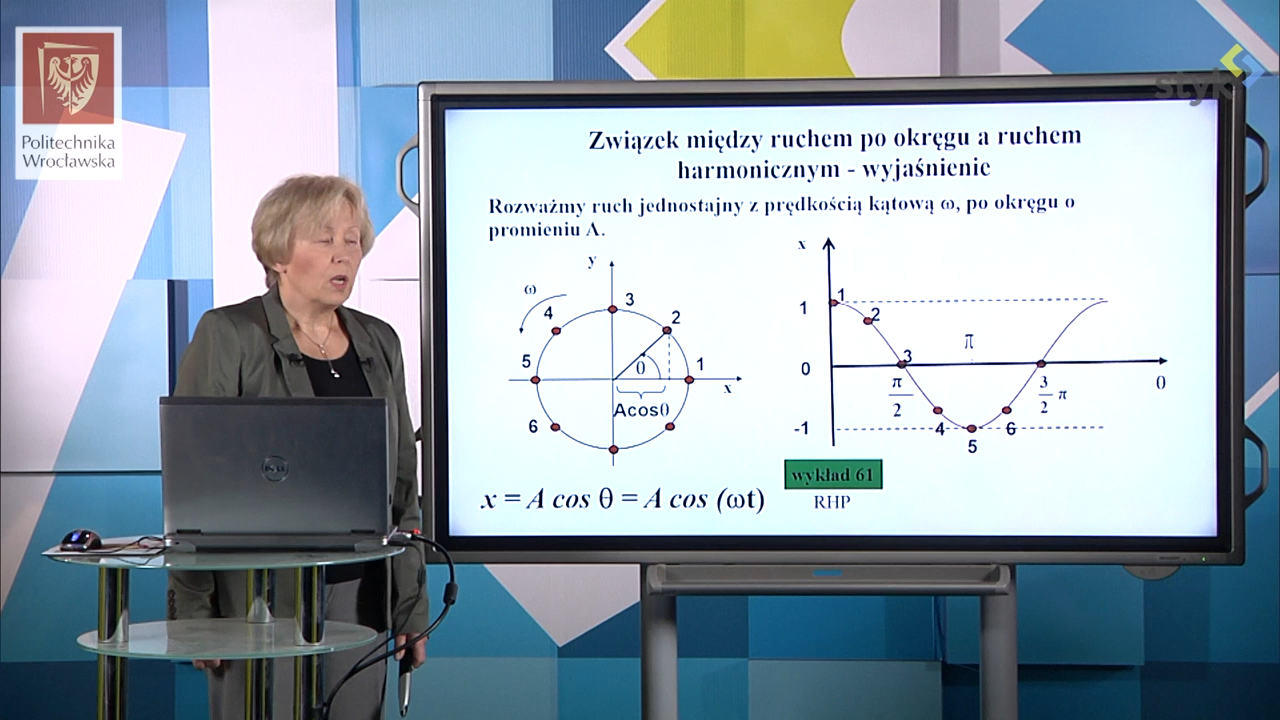 Politechnika
Wrocławska
styk
Związek między ruchem po okręgu a ruchem
harmonicznym - wyjaśnienie
Rozważmy ruch jednostajny z prędkością kątową ω, po okręgu o
promieniu A.
y
ω
3
4
2
5
θ
1
x
Acosθ
6
x
1
1
2
π
0
3
π
2
3
2
π
θ
-1
4
6
5
wykład 61
RHP
x = A cos θ = A cos (ωt)
DELL